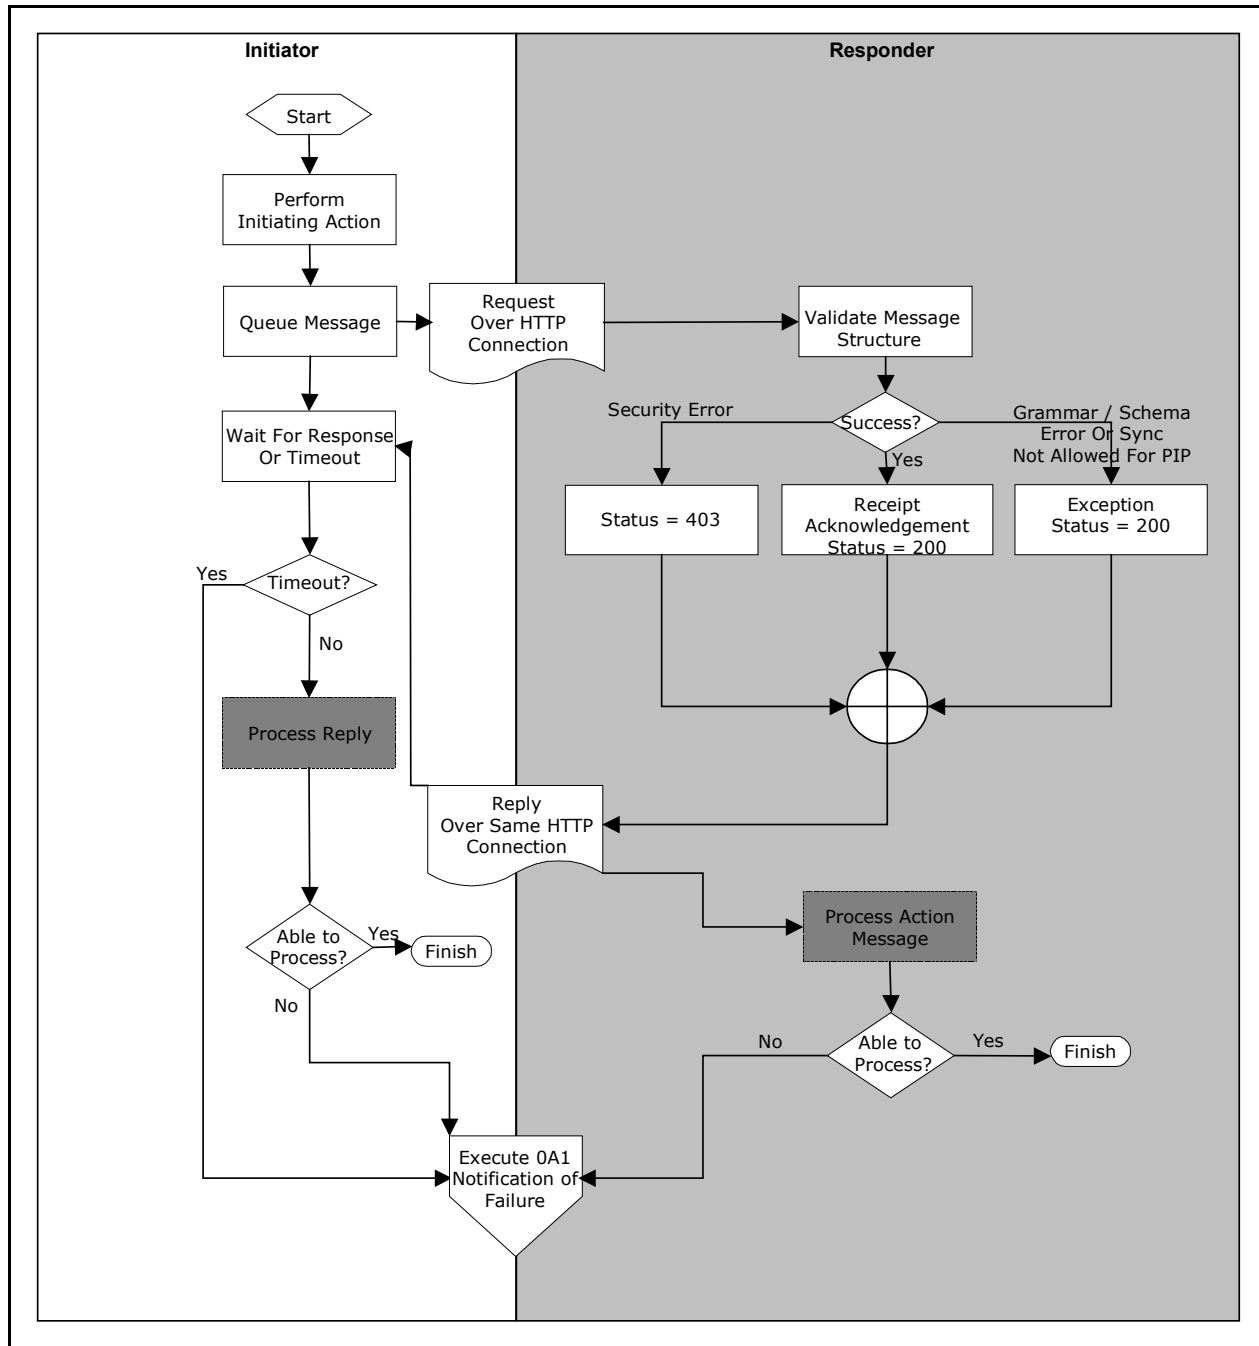 Initiator
Responder
Start
Perform
Initiating Action
Queue Message
Request
Over HTTP
Connection
Validate Message
Structure
Wait For Response
Or Timeout
Security Error
Success?
Grammar / Schema
Error Or Sync
Not Allowed For PIP
Yes
Status = 403
Receipt
Acknowledgement
Status = 200
Exception
Status = 200
Yes
Timeout?
No
Process Reply
Reply
Over Same HTTP
Connection
Process Action
Message
Able to
Process?
Yes
Finish
No
Able to
Process?
No
Yes
Finish
Execute 0A1
Notification of
Failure